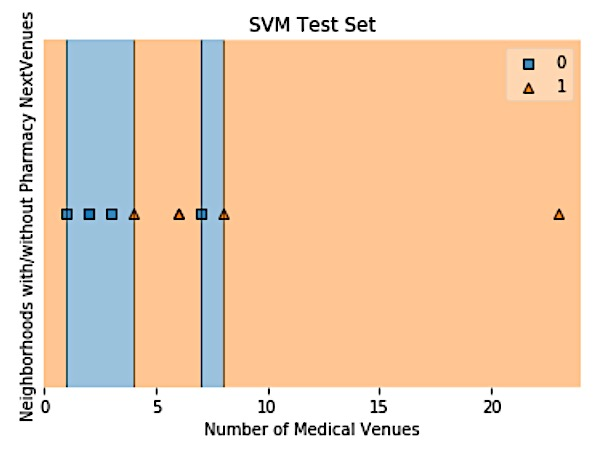 SVM Test Set
Neighborhoods with/without Pharmacy NextVenues
0
1
0 5 10 15 20
Number of Medical Venues